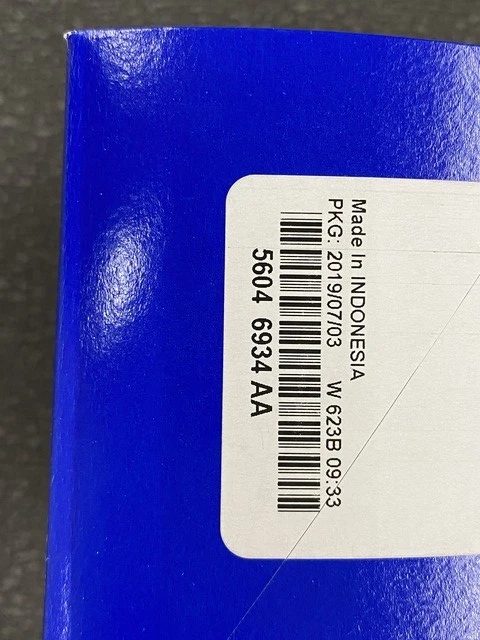 Made In INDONESIA
PKG: 2019/07/03 W 623B 09:33
5604 6934 AA